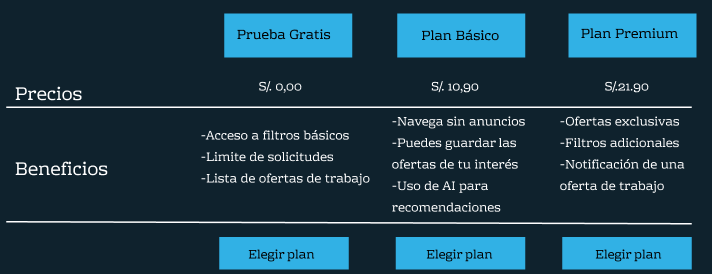 Prueba Gratis
Plan Básico
Plan Premium
Precios
S/. 0,00
S/. 10,90
S/.21.90
Beneficios
-Acceso a filtros básicos
-Limite de solicitudes
-Lista de ofertas de trabajo
-Navega sin anuncios
-Puedes guardar las
ofertas de tu interés
-Uso de AI para
recomendaciones
-Ofertas exclusivas
-Filtros adicionales
-Notificación de una
oferta de trabajo
Elegir plan
Elegir plan
Elegir plan